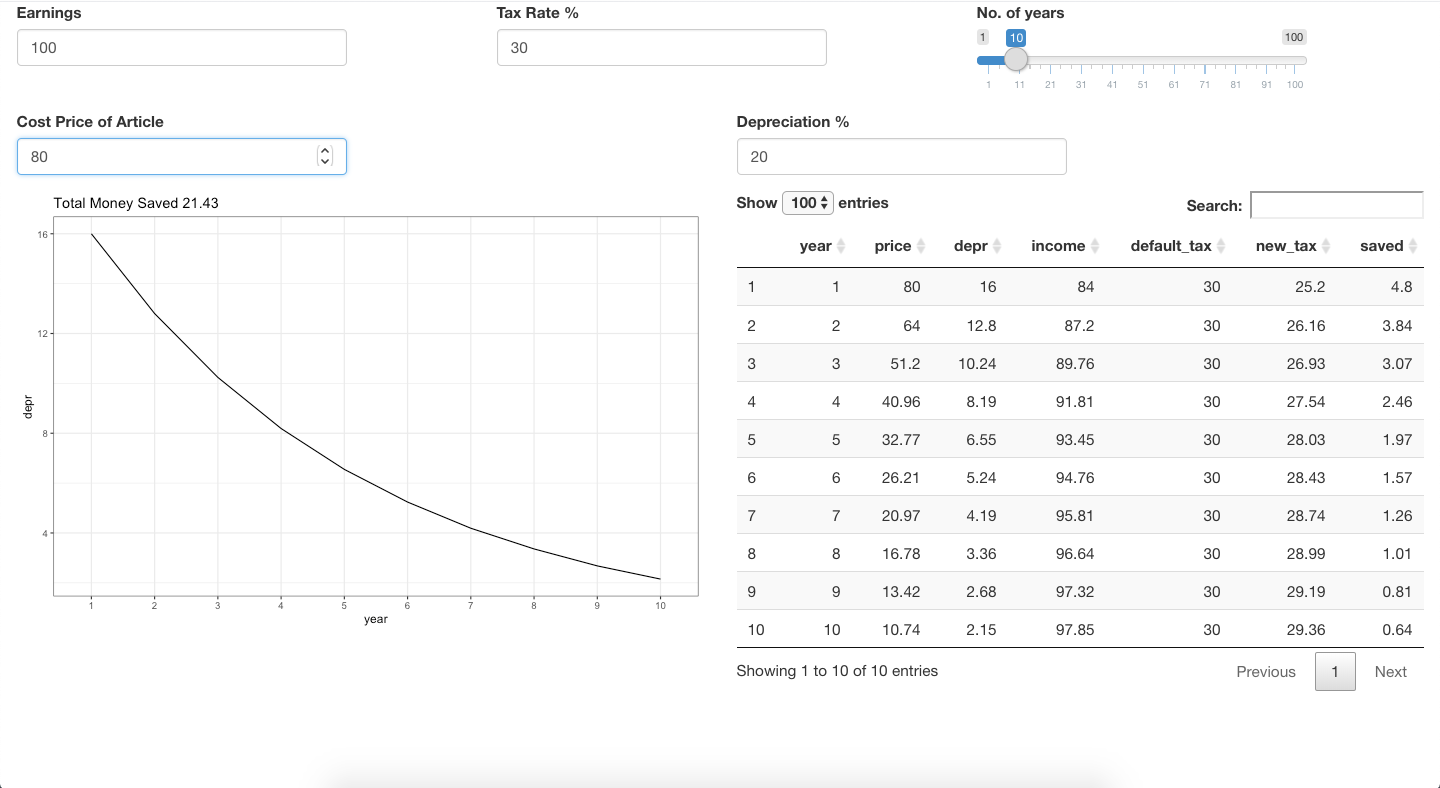 Earnings Tax Rate % No. of years
1 10 100
100 30
1 11 21 31 41 51 61 71 81 91 100
Cost Price of Article Depreciation %
80 20
Total Money Saved 21.43
Show 100 entries Search:
year price depr income default_tax new_tax saved
1 1 80 16 84 30 25.2 4.8
2 2 64 12.8 87.2 30 26.16 3.84
3 3 51.2 10.24 89.76 30 26.93 3.07
4 4 40.96 8.19 91.81 30 27.54 2.46
5 5 32.77 6.55 93.45 30 28.03 1.97
6 6 26.21 5.24 94.76 30 28.43 1.57
7 7 20.97 4.19 95.81 30 28.74 1.26
8 8 16.78 3.36 96.64 30 28.99 1.01
9 9 13.42 2.68 97.32 30 29.19 0.81
10 10 10.74 2.15 97.85 30 29.36 0.64
Showing 1 to 10 of 10 entries Previous 1 Next
16
12
8
4
depr
1 2 3 4 5 6 7 8 9 10
year